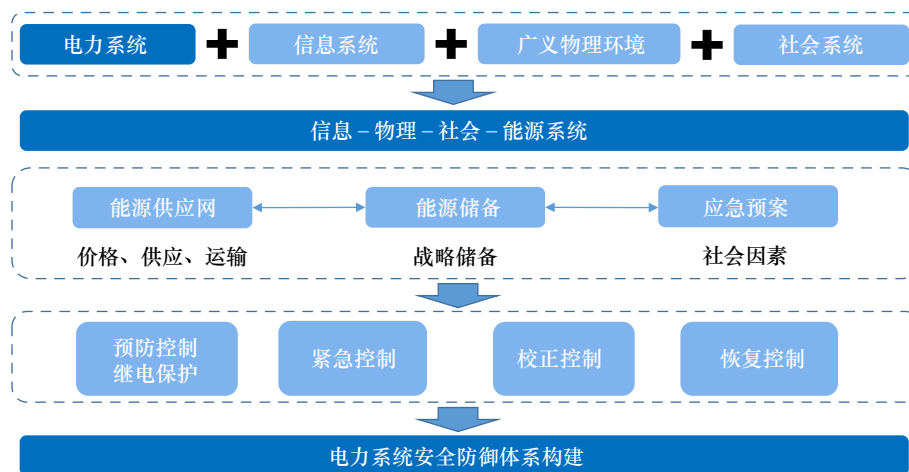 电力系统 信息系统 广义物理环境 社会系统
信息–物理–社会–能源系统
能源供应网 能源储备 应急预案
价格、供应、运输 战略储备 社会因素
预防控制
继电保护
紧急控制
校正控制
恢复控制
电力系统安全防御体系构建